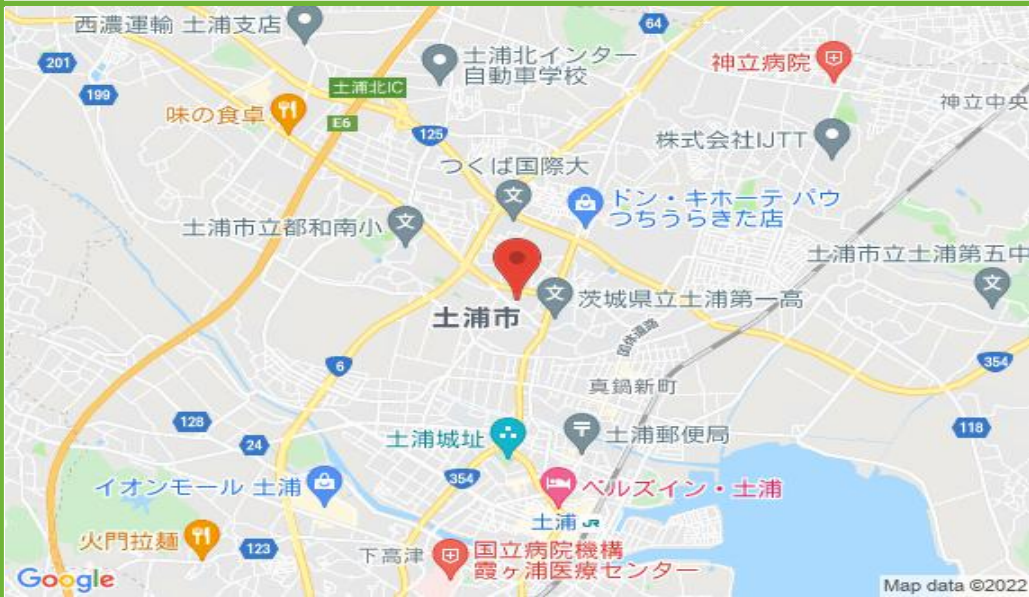 西濃運輸 土浦支店
64
土浦北インター
自動車学校
神立病院
201
199
土浦北IC
味の食卓
E6
125
神立中央
株式会社IJTT
つくば国際大
ドン・キホーテ パウ
つちうらきた店
土浦市立都和南小
土浦市立土浦第五中
茨城県立土浦第一高
土浦市
国体道路
6
354
真鍋新町
128
24
土浦城址
土浦郵便局
118
354
イオンモール 土浦
ベルズイン・土浦
土浦 JR
火門拉麺
123
下高津
国立病院機構
霞ヶ浦医療センター
Google
Map data ©2022